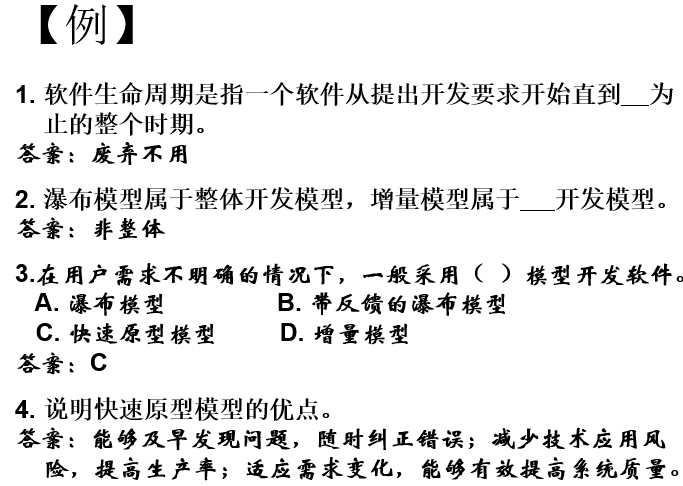 【例】
1. 软件生命周期是指一个软件从提出开发要求开始直到__为
止的整个时期。
答案：废弃不用
2. 瀑布模型属于整体开发模型，增量模型属于___开发模型。
答案：非整体
3.在用户需求不明确的情况下，一般采用（ ）模型开发软件。
A. 瀑布模型 B. 带反馈的瀑布模型
C. 快速原型模型 D. 增量模型
答案：C
4. 说明快速原型模型的优点。
答案：能够及早发现问题，随时纠正错误；减少技术应用风
险，提高生产率；适应需求变化，能够有效提高系统质量。